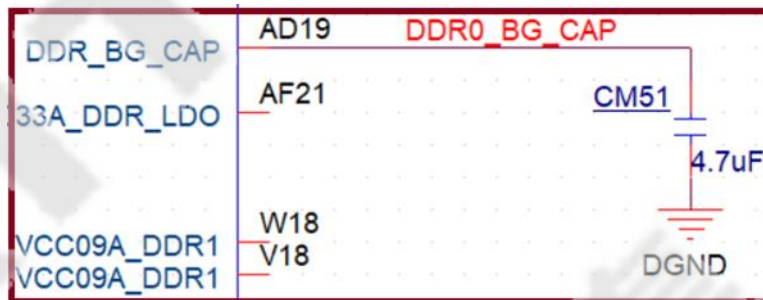 DDR_BG_CAP AD19 DDR0_BG_CAP
33A_DDR_LDO AF21 CM51
4.7uF
VCC09A_DDR1 W18
VCC09A_DDR1 V18
DGND